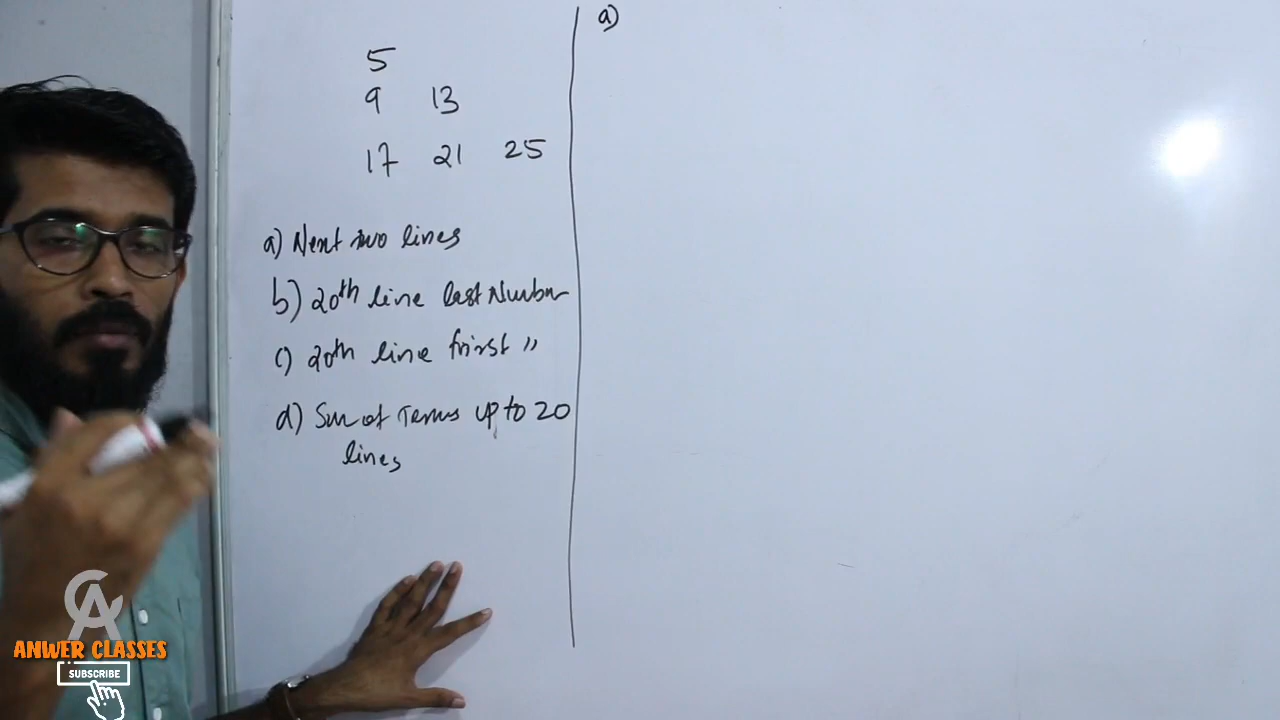 5
9 13
17 21 25
a) Next two lines
b) 20th line last Number
c) 20th line frirst "
d) Sum of Terms up to 20
lines
a)
CA
ANWER CLASSES
SUBSCRIBE